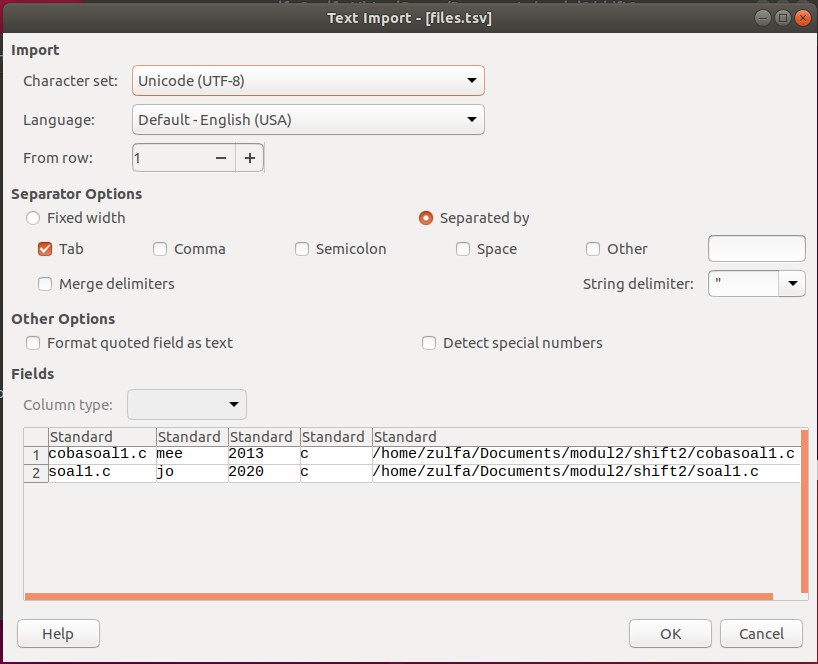 Text Import - [files.tsv]
Import
Character set: Unicode (UTF-8)
Language: Default - English (USA)
From row: 1
Separator Options
Fixed width Separated by
Tab Comma Semicolon Space Other
Merge delimiters String delimiter: "
Other Options
Format quoted field as text Detect special numbers
Fields
Column type:
Standard Standard Standard Standard Standard
1 cobasoal1.c mee 2013 c /home/zulfa/Documents/modul2/shift2/cobasoal1.c
2 soal1.c jo 2020 c /home/zulfa/Documents/modul2/shift2/soal1.c
Help OK Cancel